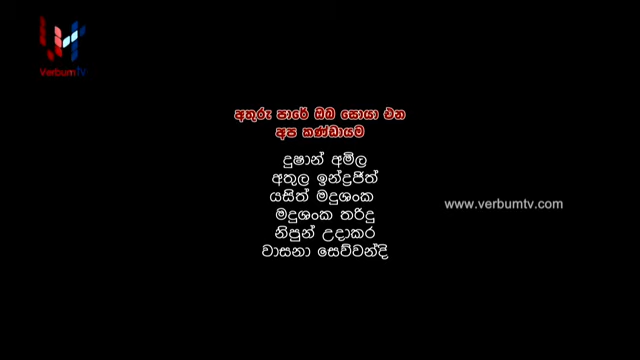 VerbumTV
අතුරු පාරේ ඔබ සොයා එන
අප කණ්ඩායම
දුෂාන් අමිල
අතුල ඉන්ද්‍රජිත්
යසිත් මදුශංක
මදුශංක තරිදු
නිපුන් උදාකර
වාසනා සෙව්වන්දි
www.verbumtv.com